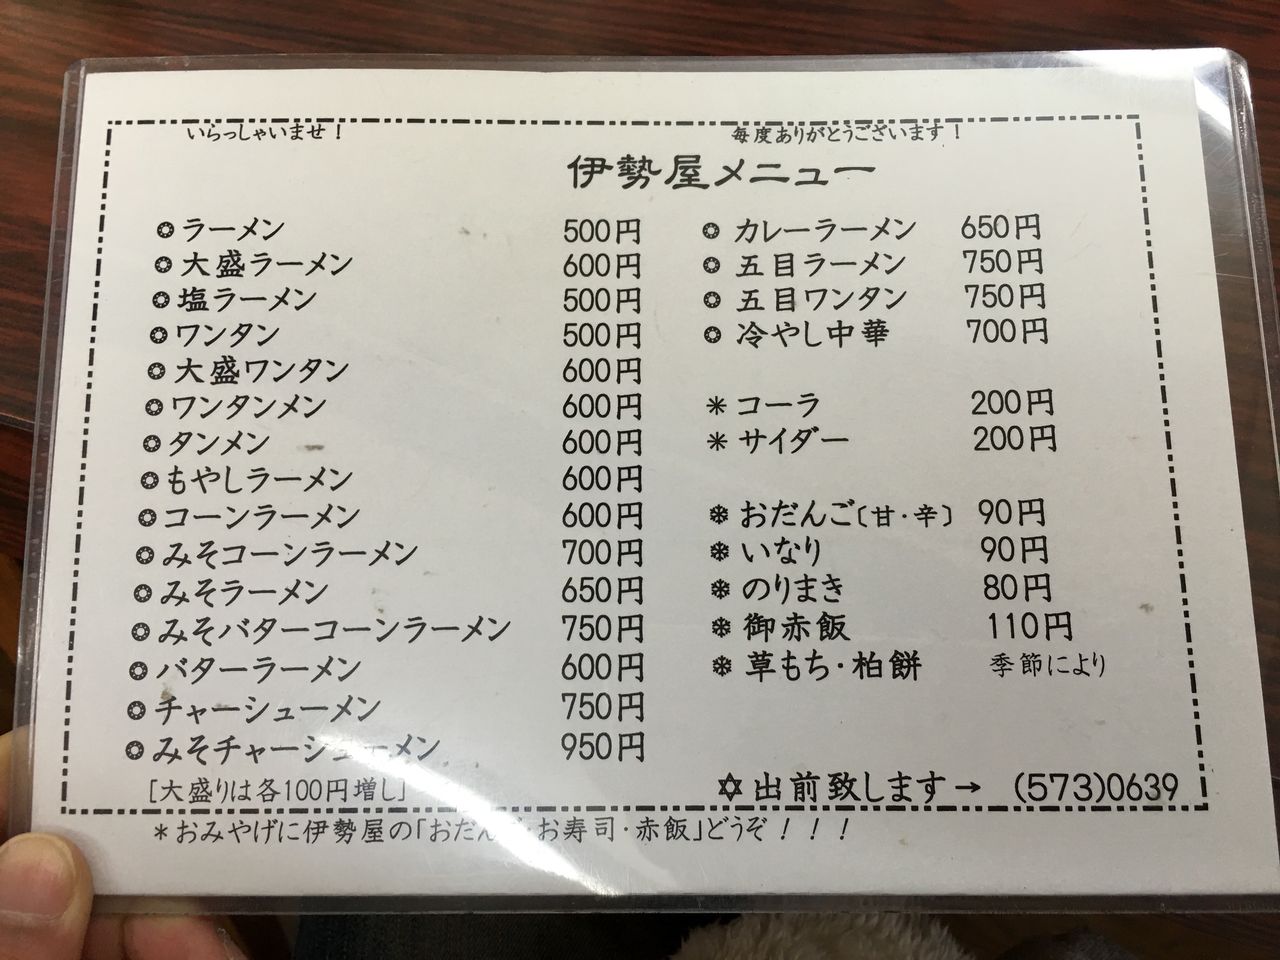 いらっしゃいませ！
毎度ありがとうございます！
伊勢屋メニュー
❂ラーメン 500円
❂大盛ラーメン 600円
❂塩ラーメン 500円
❂ワンタン 500円
❂大盛ワンタン 600円
❂ワンタンメン 600円
❂タンメン 600円
❂もやしラーメン 600円
❂コーンラーメン 600円
❂みそコーンラーメン 700円
❂みそラーメン 650円
❂みそバターコーンラーメン 750円
❂バターラーメン 600円
❂チャーシューメン 750円
❂みそチャーシューメン 950円
[大盛りは各100円増し]
❂カレーラーメン 650円
❂五目ラーメン 750円
❂五目ワンタン 750円
❂冷やし中華 700円
✳コーラ 200円
✳サイダー 200円
❄おだんご〔甘・辛〕 90円
❄いなり 90円
❄のりまき 80円
❄御赤飯 110円
❄草もち・柏餅 季節により
✡出前致します→ (573)0639
＊おみやげに伊勢屋の「おだんご・お寿司・赤飯」どうぞ！！！